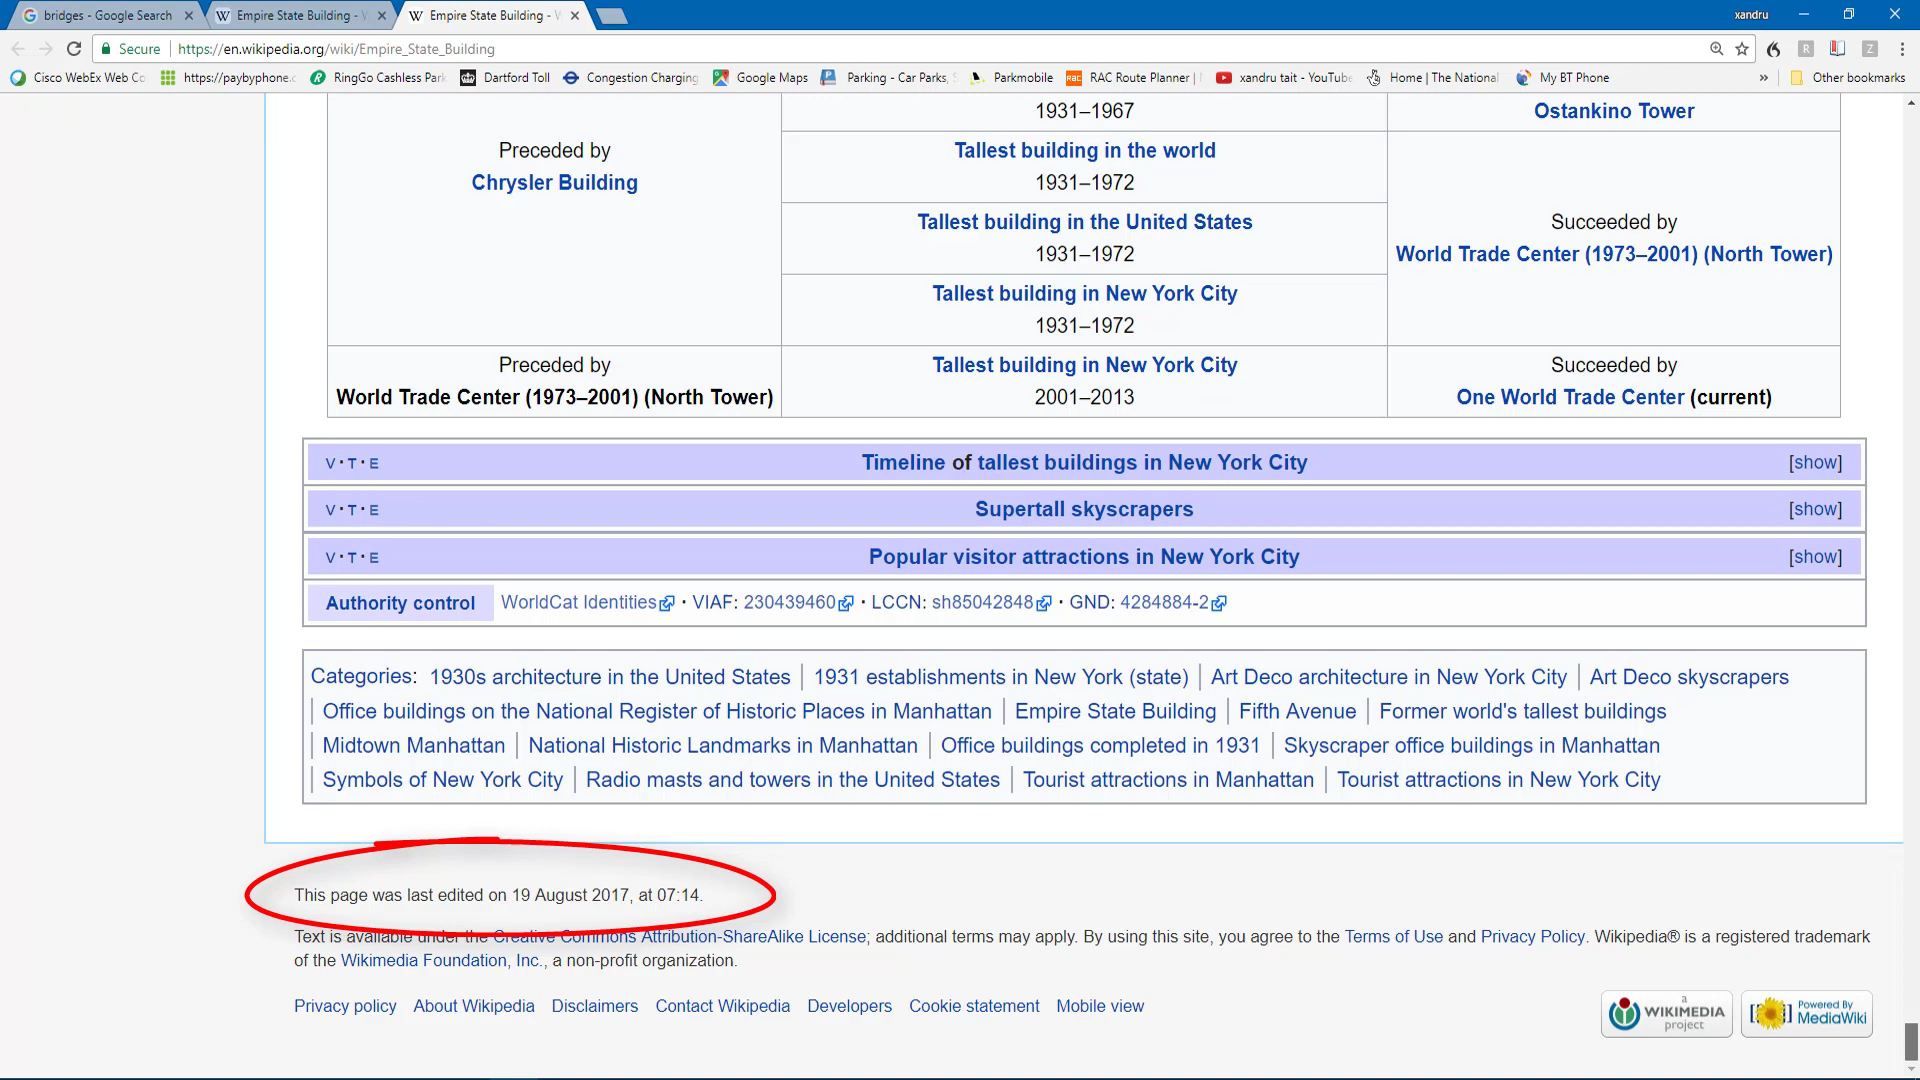 bridges - Google Search
Empire State Building -
Empire State Building -
xandru
Secure | https://en.wikipedia.org/wiki/Empire_State_Building
Cisco WebEx Web Co
https://paybyphone.c
RingGo Cashless Park
Dartford Toll
Congestion Charging
Google Maps
Parking - Car Parks,
Parkmobile
RAC Route Planner |
xandru tait - YouTube
Home | The National
My BT Phone
» Other bookmarks
1931–1967
Ostankino Tower
Preceded by
Chrysler Building
Tallest building in the world
1931–1972
Tallest building in the United States
1931–1972
Tallest building in New York City
1931–1972
Succeeded by
World Trade Center (1973–2001) (North Tower)
Preceded by
World Trade Center (1973–2001) (North Tower)
Tallest building in New York City
2001–2013
Succeeded by
One World Trade Center (current)
V · T · E Timeline of tallest buildings in New York City [show]
V · T · E Supertall skyscrapers [show]
V · T · E Popular visitor attractions in New York City [show]
Authority control WorldCat Identities · VIAF: 230439460 · LCCN: sh85042848 · GND: 4284884-2
Categories: 1930s architecture in the United States | 1931 establishments in New York (state) | Art Deco architecture in New York City | Art Deco skyscrapers
| Office buildings on the National Register of Historic Places in Manhattan | Empire State Building | Fifth Avenue | Former world's tallest buildings
| Midtown Manhattan | National Historic Landmarks in Manhattan | Office buildings completed in 1931 | Skyscraper office buildings in Manhattan
| Symbols of New York City | Radio masts and towers in the United States | Tourist attractions in Manhattan | Tourist attractions in New York City
This page was last edited on 19 August 2017, at 07:14.
Text is available under the Creative Commons Attribution-ShareAlike License; additional terms may apply. By using this site, you agree to the Terms of Use and Privacy Policy. Wikipedia® is a registered trademark
of the Wikimedia Foundation, Inc., a non-profit organization.
Privacy policy About Wikipedia Disclaimers Contact Wikipedia Developers Cookie statement Mobile view
a
WIKIMEDIA
project
Powered By
MediaWiki